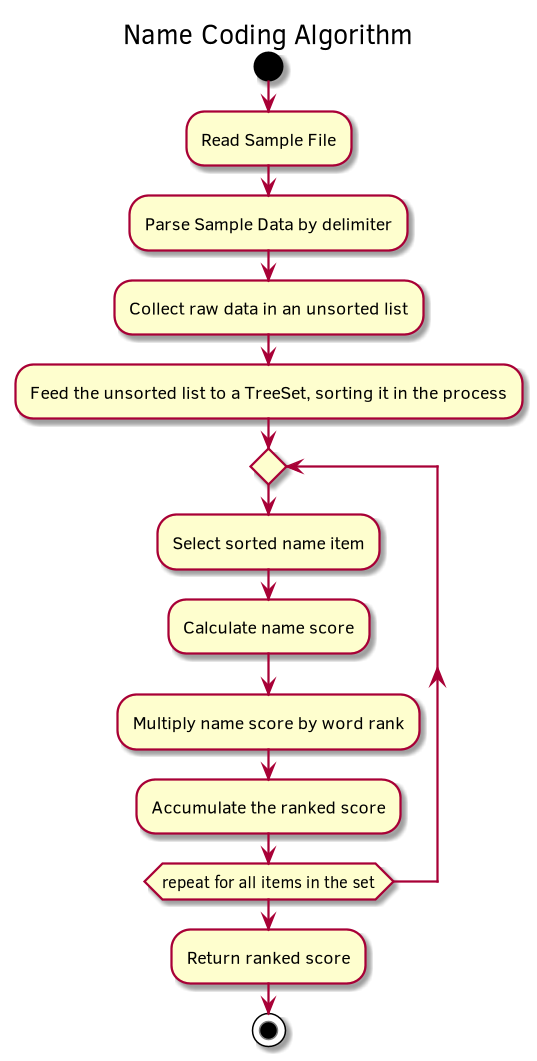 Name Coding Algorithm
Read Sample File
Parse Sample Data by delimiter
Collect raw data in an unsorted list
Feed the unsorted list to a TreeSet, sorting it in the process
Select sorted name item
Calculate name score
Multiply name score by word rank
Accumulate the ranked score
repeat for all items in the set
Return ranked score